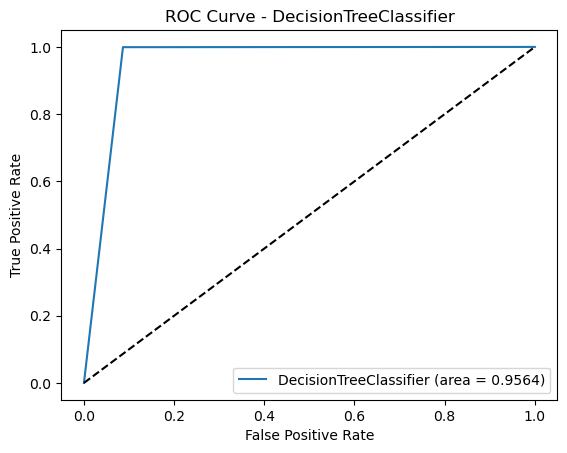 ROC Curve - DecisionTreeClassifier
1.0
0.8
0.6
0.4
0.2
0.0
True Positive Rate
DecisionTreeClassifier (area = 0.9564)
0.0 0.2 0.4 0.6 0.8 1.0
False Positive Rate